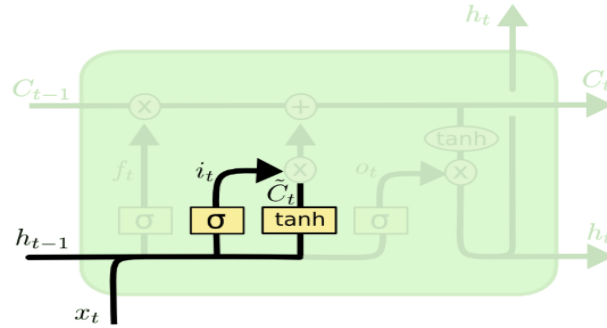 h_t
C_{t-1} × + C_t
tanh
f_t i_t × o_t ×
C̃_t
σ σ tanh σ
h_{t-1} h_t
x_t